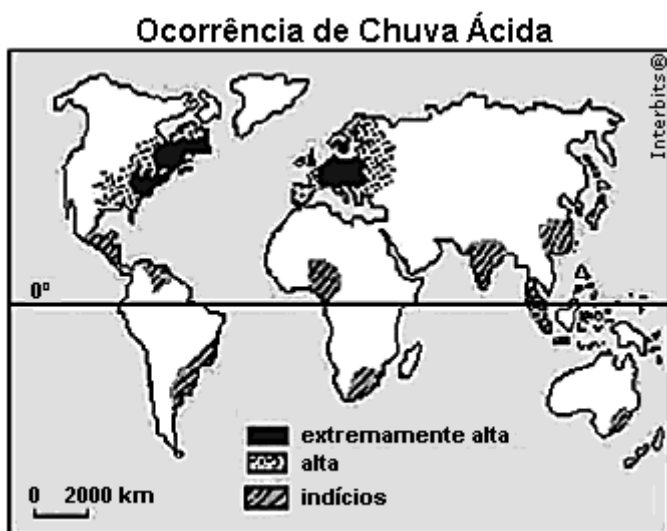 Ocorrência de Chuva Ácida
Interbits®
0°
extremamente alta
alta
indícios
0 2000 km